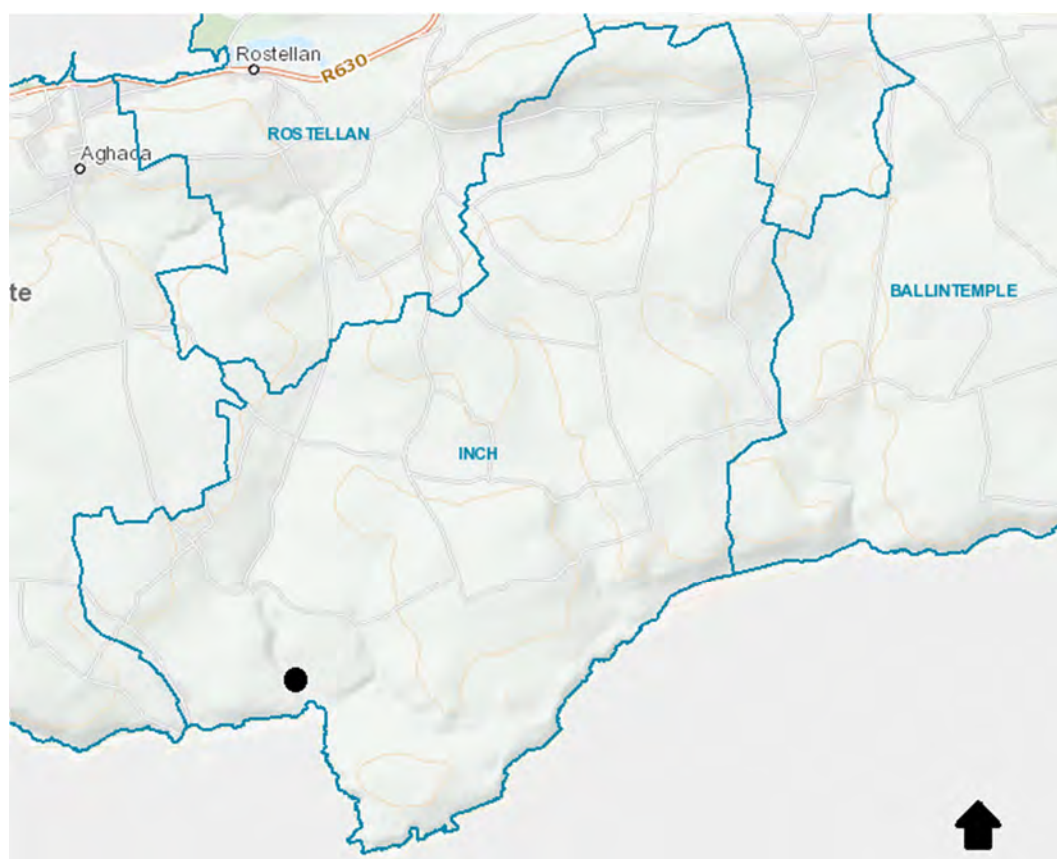 Rostellan
R630
ROSTELLAN
Aghada
te
BALLINTEMPLE
INCH